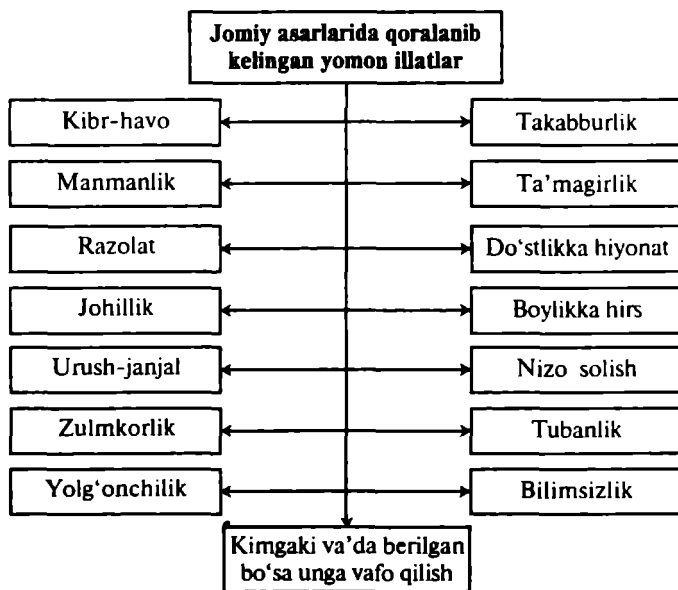 Jomiy asarlarida qoralanib
kelingan yomon illatlar
Kibr-havo
Takabburlik
Manmanlik
Ta’magirlik
Razolat
Do‘stlikka hiyonat
Johillik
Boylikka hirs
Urush-janjal
Nizo solish
Zulmkorlik
Tubanlik
Yolg‘onchilik
Bilimsizlik
Kimgaki va’da berilgan
bo‘sa unga vafo qilish